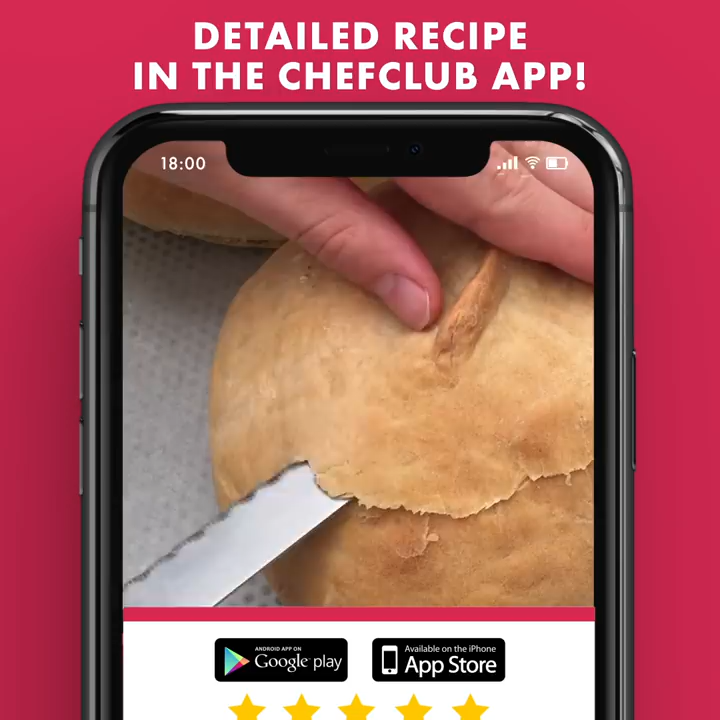 DETAILED RECIPE
IN THE CHEFCLUB APP!
18:00
ANDROID APP ON
Google play
Available on the iPhone
App Store